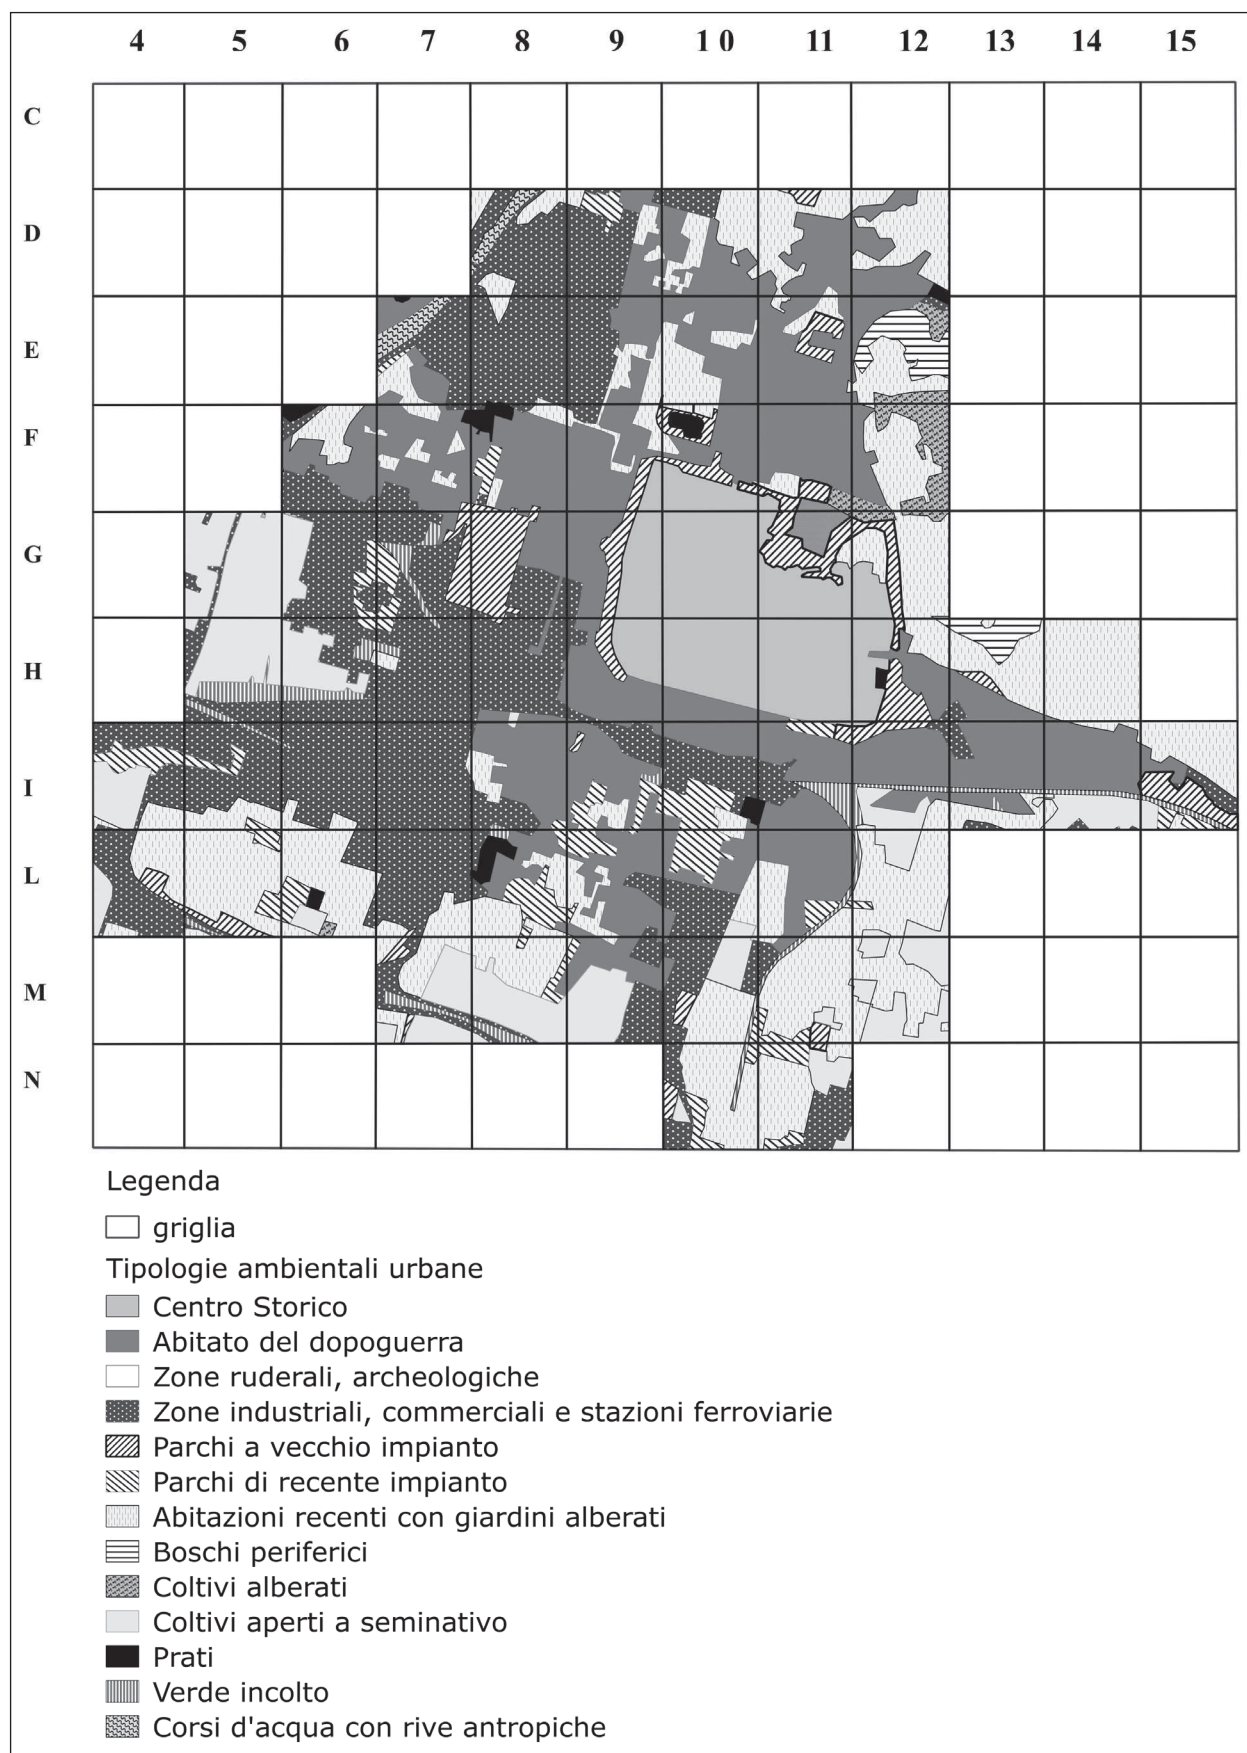 4 5 6 7 8 9 1 0 11 12 13 14 15
C
D
E
F
G
H
I
L
M
N
Legenda
griglia
Tipologie ambientali urbane
Centro Storico
Abitato del dopoguerra
Zone ruderali, archeologiche
Zone industriali, commerciali e stazioni ferroviarie
Parchi a vecchio impianto
Parchi di recente impianto
Abitazioni recenti con giardini alberati
Boschi periferici
Coltivi alberati
Coltivi aperti a seminativo
Prati
Verde incolto
Corsi d'acqua con rive antropiche